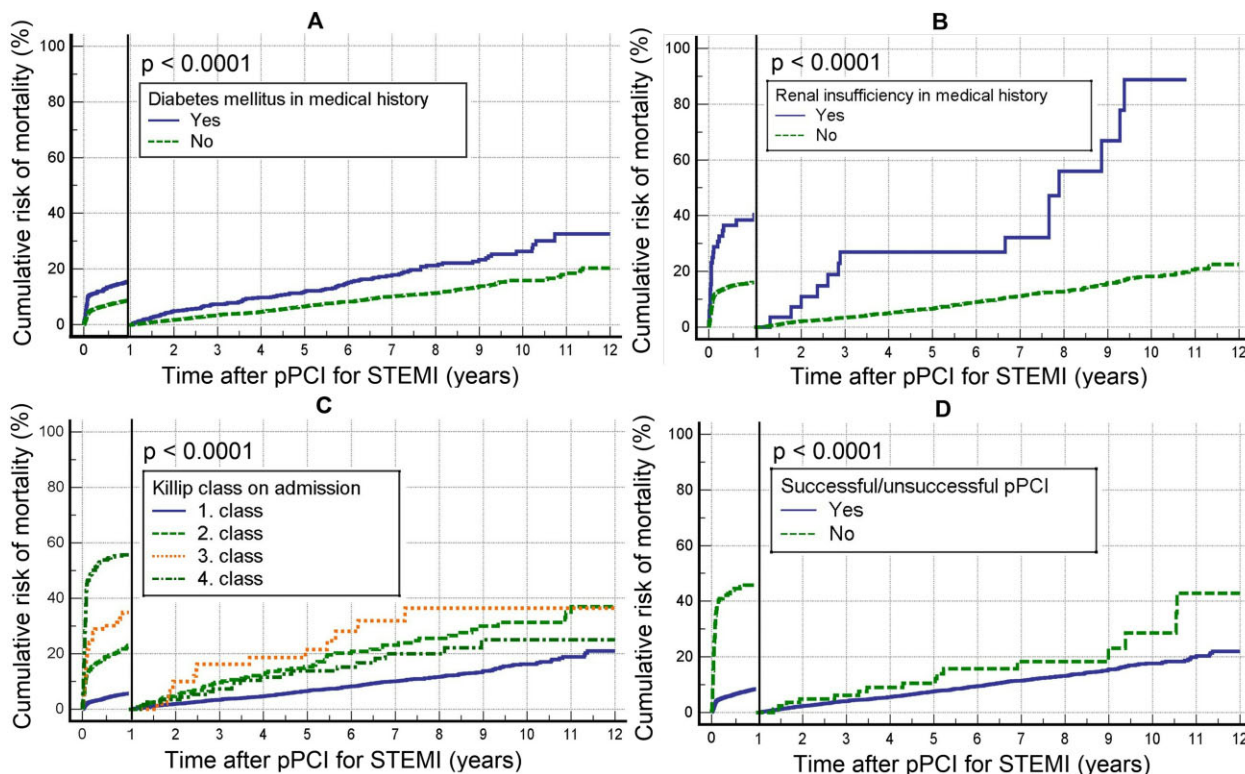 A
Cumulative risk of mortality (%)
100
80
60
40
20
0
p < 0.0001
Diabetes mellitus in medical history
Yes
No
0 1 2 3 4 5 6 7 8 9 10 11 12
Time after pPCI for STEMI (years)
B
Cumulative risk of mortality (%)
100
80
60
40
20
0
p < 0.0001
Renal insufficiency in medical history
Yes
No
0 1 2 3 4 5 6 7 8 9 10 11 12
Time after pPCI for STEMI (years)
C
Cumulative risk of mortality (%)
100
80
60
40
20
0
p < 0.0001
Killip class on admission
1. class
2. class
3. class
4. class
0 1 2 3 4 5 6 7 8 9 10 11 12
Time after pPCI for STEMI (years)
D
Cumulative risk of mortality (%)
100
80
60
40
20
0
p < 0.0001
Successful/unsuccessful pPCI
Yes
No
0 1 2 3 4 5 6 7 8 9 10 11 12
Time after pPCI for STEMI (years)